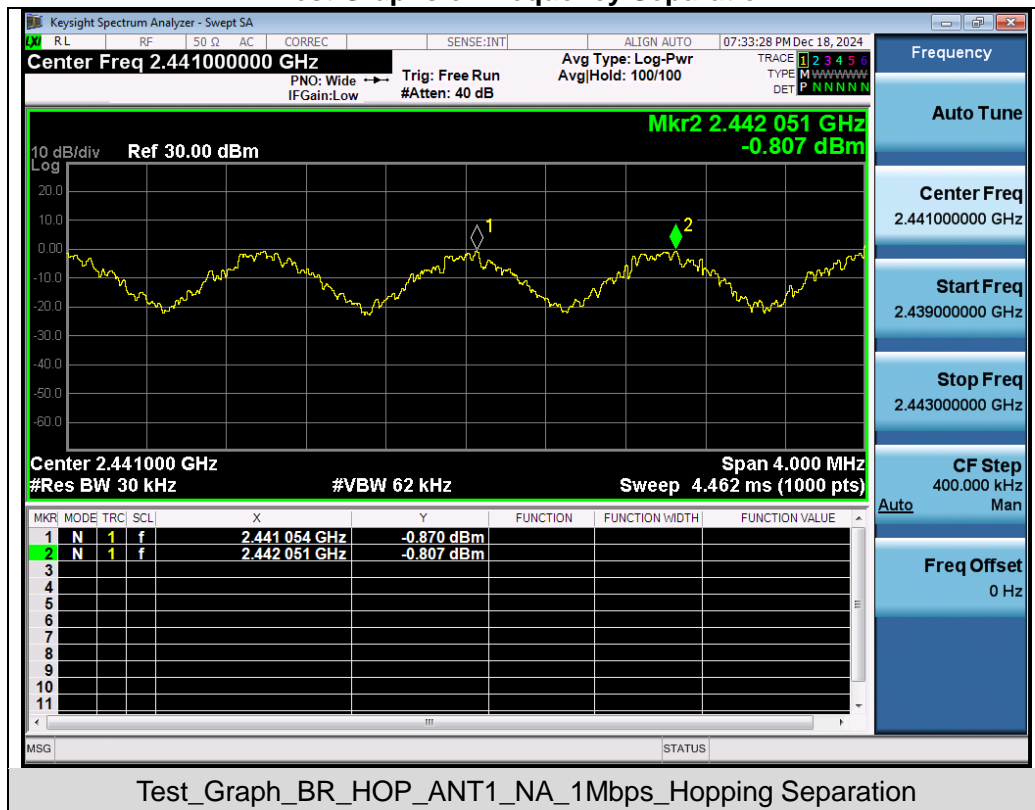 Keysight Spectrum Analyzer - Swept SA
LXI RL RF 50 Ω AC CORREC SENSE:INT ALIGN AUTO 07:33:28 PM Dec 18, 2024
Center Freq 2.441000000 GHz
PNO: Wide
IFGain:Low
Trig: Free Run
#Atten: 40 dB
Avg Type: Log-Pwr
Avg|Hold: 100/100
TRACE 1 2 3 4 5 6
TYPE M WWWWW
DET P N N N N N
Mkr2 2.442 051 GHz
-0.807 dBm
10 dB/div Ref 30.00 dBm
Log
20.0
10.0
0.00
-10.0
-20.0
-30.0
-40.0
-50.0
-60.0
1
2
Center 2.441000 GHz Span 4.000 MHz
#Res BW 30 kHz #VBW 62 kHz Sweep 4.462 ms (1000 pts)
MKR MODE TRC SCL X Y FUNCTION FUNCTION WIDTH FUNCTION VALUE
1 N 1 f 2.441 054 GHz -0.870 dBm
2 N 1 f 2.442 051 GHz -0.807 dBm
3
4
5
6
7
8
9
10
11
MSG STATUS
Frequency
Auto Tune
Center Freq
2.441000000 GHz
Start Freq
2.439000000 GHz
Stop Freq
2.443000000 GHz
CF Step
400.000 kHz
Auto Man
Freq Offset
0 Hz
Test_Graph_BR_HOP_ANT1_NA_1Mbps_Hopping Separation